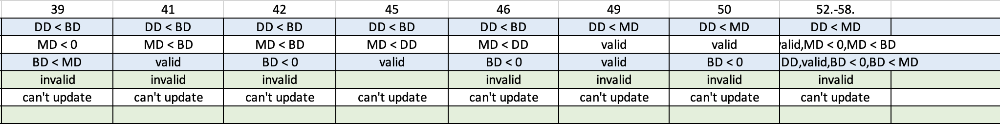 39 41 42 45 46 49 50 52.-58.
DD < BD DD < BD DD < BD DD < BD DD < BD DD < MD DD < MD DD < MD
MD < 0 MD < BD MD < BD MD < DD MD < DD valid valid alid,MD < 0,MD < BD
BD < MD valid BD < 0 valid BD < 0 valid BD < 0 DD,valid,BD < 0,BD < MD
invalid invalid invalid invalid invalid invalid invalid
can't update can't update can't update can't update can't update can't update can't update can't update